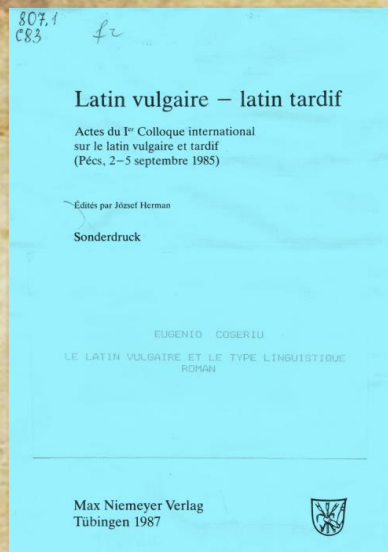 807.1
C83
Latin vulgaire – latin tardif
Actes du Iᵉʳ Colloque international
sur le latin vulgaire et tardif
(Pécs, 2–5 septembre 1985)
Édités par József Herman
Sonderdruck
EUGENIO COSERIU
LE LATIN VULGAIRE ET LE TYPE LINGUISTIQUE
ROMAN
Max Niemeyer Verlag
Tübingen 1987